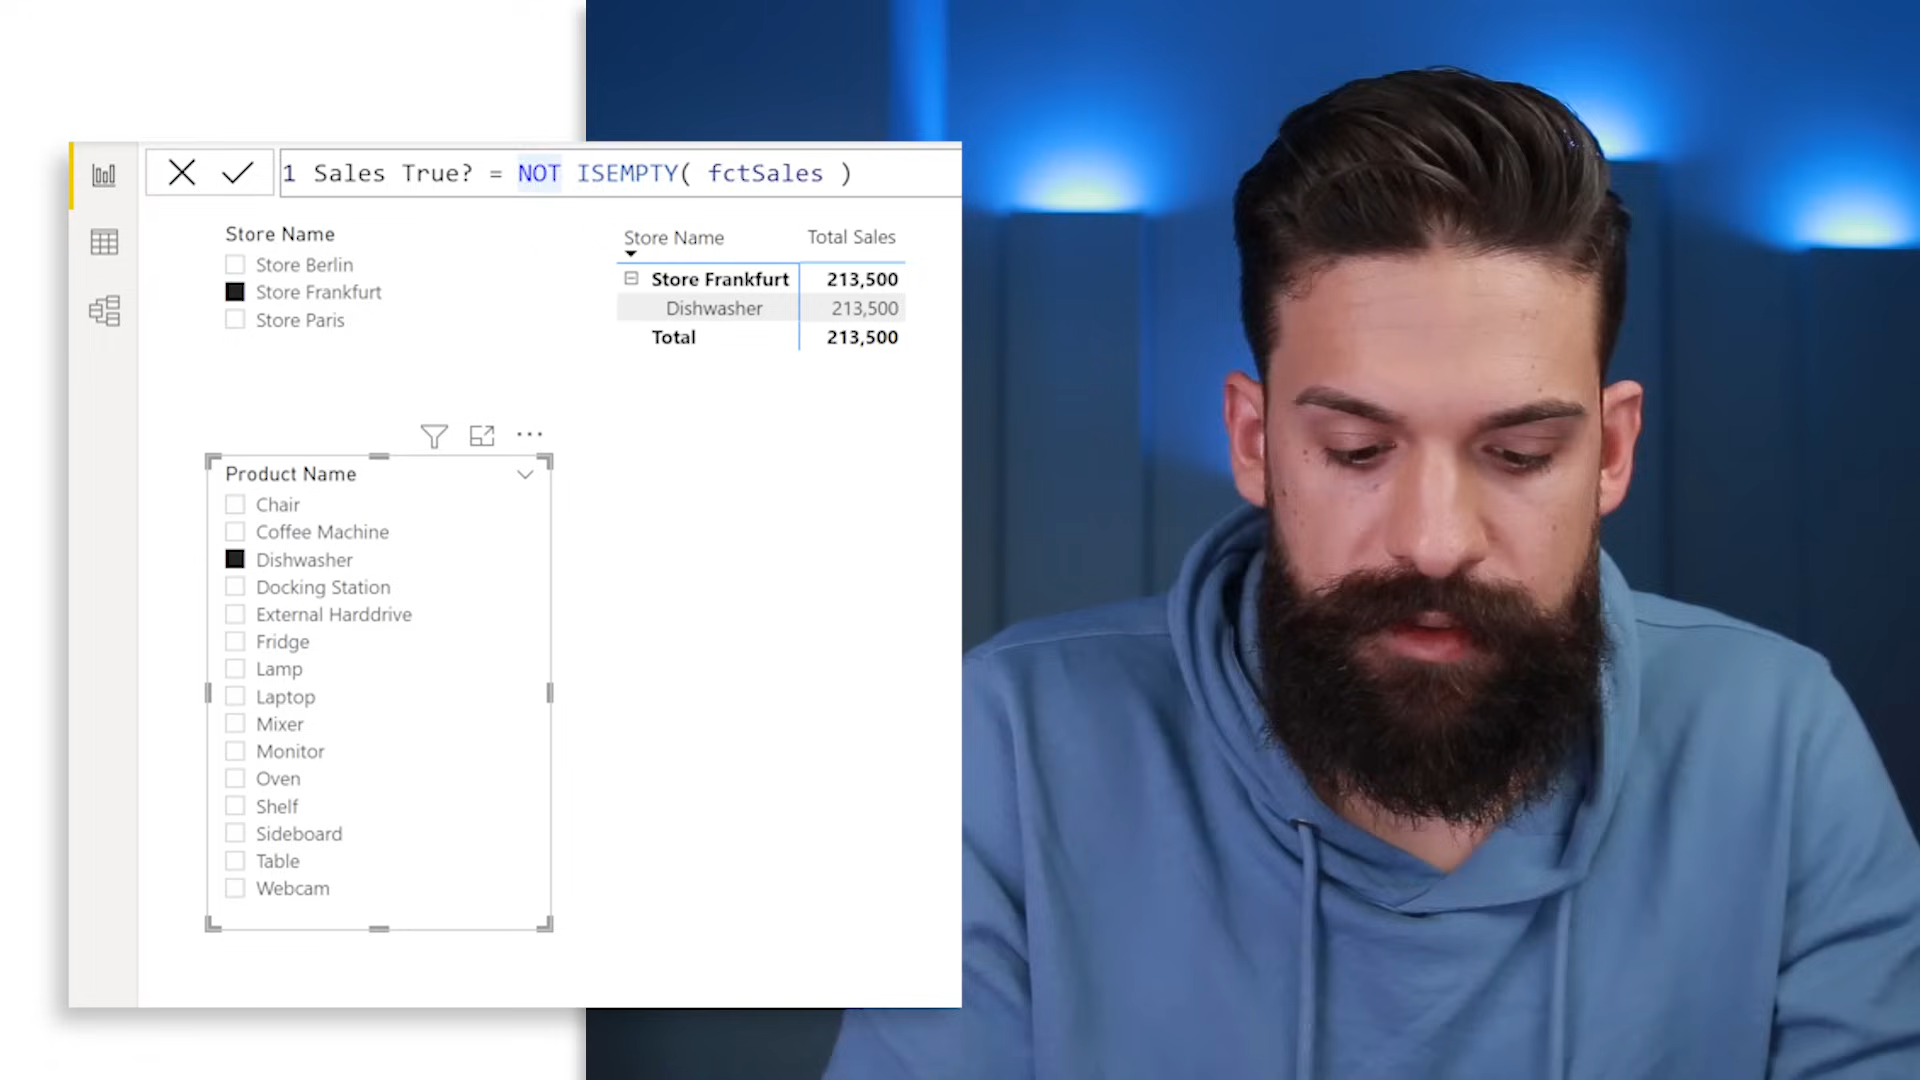 1 Sales True? = NOT ISEMPTY( fctSales )
Store Name
Store Berlin
Store Frankfurt
Store Paris
Store Name Total Sales
Store Frankfurt 213,500
Dishwasher 213,500
Total 213,500
Product Name
Chair
Coffee Machine
Dishwasher
Docking Station
External Harddrive
Fridge
Lamp
Laptop
Mixer
Monitor
Oven
Shelf
Sideboard
Table
Webcam